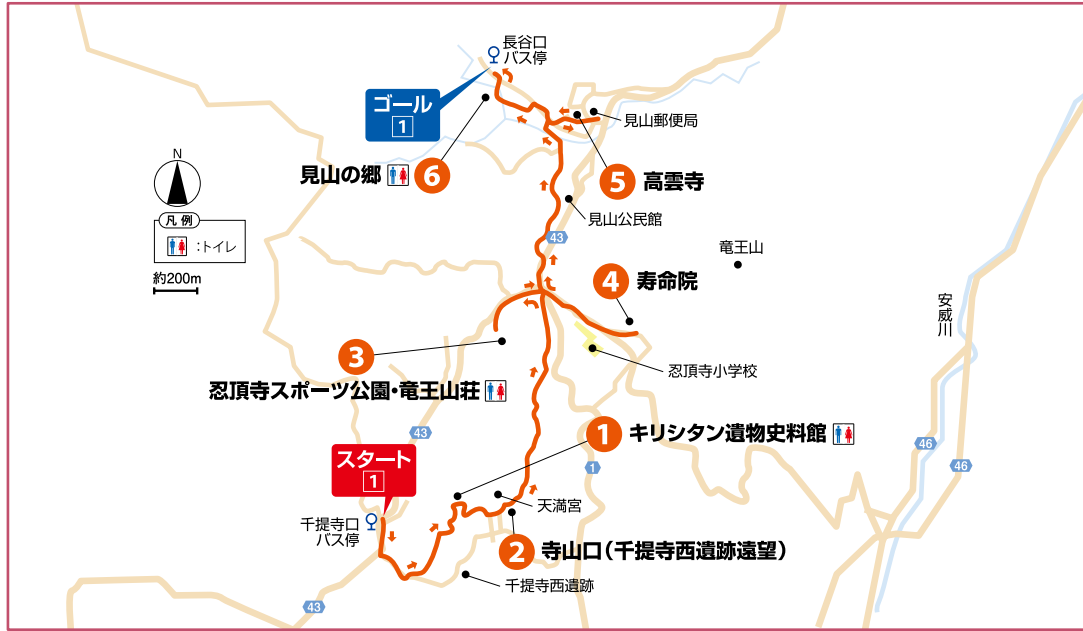 長谷口
バス停
ゴール
1
見山郵便局
見山の郷
6
5
高雲寺
N
凡例
:トイレ
約200m
見山公民館
43
竜王山
4
寿命院
安威川
3
忍頂寺スポーツ公園・竜王山荘
忍頂寺小学校
43
1
キリシタン遺物史料館
スタート
1
1
46
46
天満宮
千提寺口
バス停
2
寺山口(千提寺西遺跡遠望)
千提寺西遺跡
43